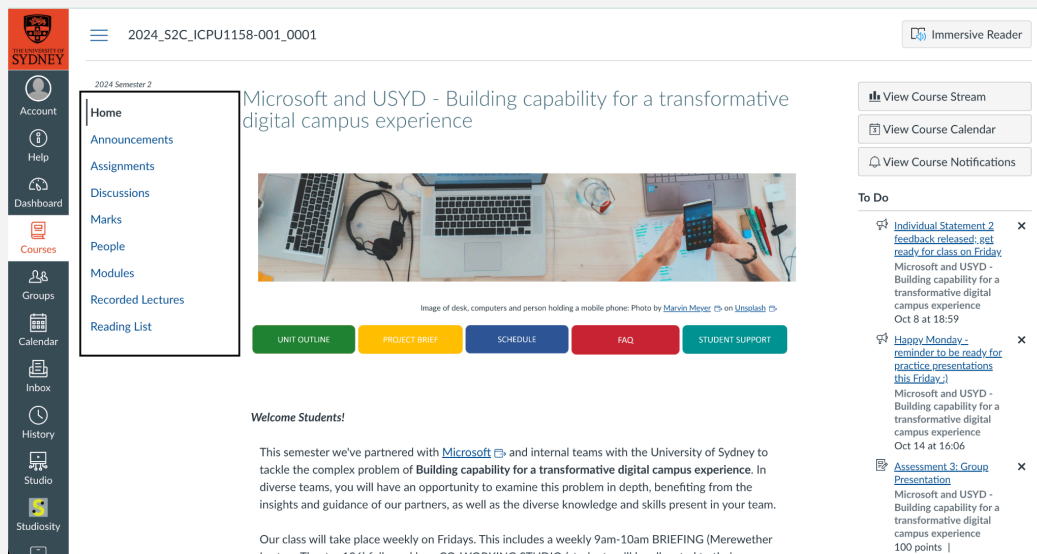 THE UNIVERSITY OF
SYDNEY
Account
Help
Dashboard
Courses
Groups
Calendar
Inbox
History
Studio
Studiosity
2024_S2C_ICPU1158-001_0001
Immersive Reader
2024 Semester 2
Home
Announcements
Assignments
Discussions
Marks
People
Modules
Recorded Lectures
Reading List
Microsoft and USYD - Building capability for a transformative
digital campus experience
Image of desk, computers and person holding a mobile phone: Photo by Marvin Meyer on Unsplash
UNIT OUTLINE
PROJECT BRIEF
SCHEDULE
FAQ
STUDENT SUPPORT
Welcome Students!
This semester we've partnered with Microsoft and internal teams with the University of Sydney to
tackle the complex problem of Building capability for a transformative digital campus experience. In
diverse teams, you will have an opportunity to examine this problem in depth, benefiting from the
insights and guidance of our partners, as well as the diverse knowledge and skills present in your team.
Our class will take place weekly on Fridays. This includes a weekly 9am-10am BRIEFING (Merewether
View Course Stream
View Course Calendar
View Course Notifications
To Do
Individual Statement 2
feedback released; get
ready for class on Friday
Microsoft and USYD -
Building capability for a
transformative digital
campus experience
Oct 8 at 18:59
Happy Monday -
reminder to be ready for
practice presentations
this Friday :)
Microsoft and USYD -
Building capability for a
transformative digital
campus experience
Oct 14 at 16:06
Assessment 3: Group
Presentation
Microsoft and USYD -
Building capability for a
transformative digital
campus experience
100 points |